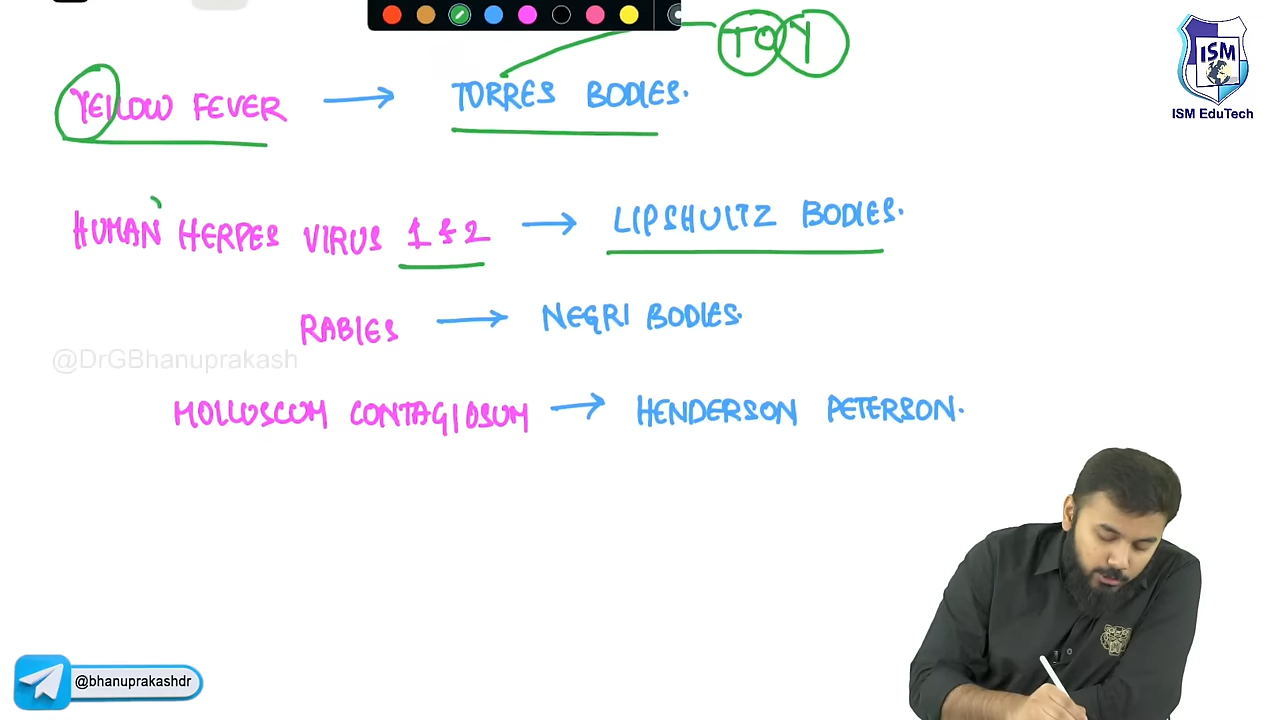 TOY
YELLOW FEVER → TORRES BODIES.
ISM
ISM EduTech
HUMAN HERPES VIRUS 1 & 2 → LIPSHULTZ BODIES.
RABIES → NEGRI BODIES.
@DrGBhanuprakash
MOLLUSCUM CONTAGIOSUM → HENDERSON PETERSON.
@bhanuprakashdr